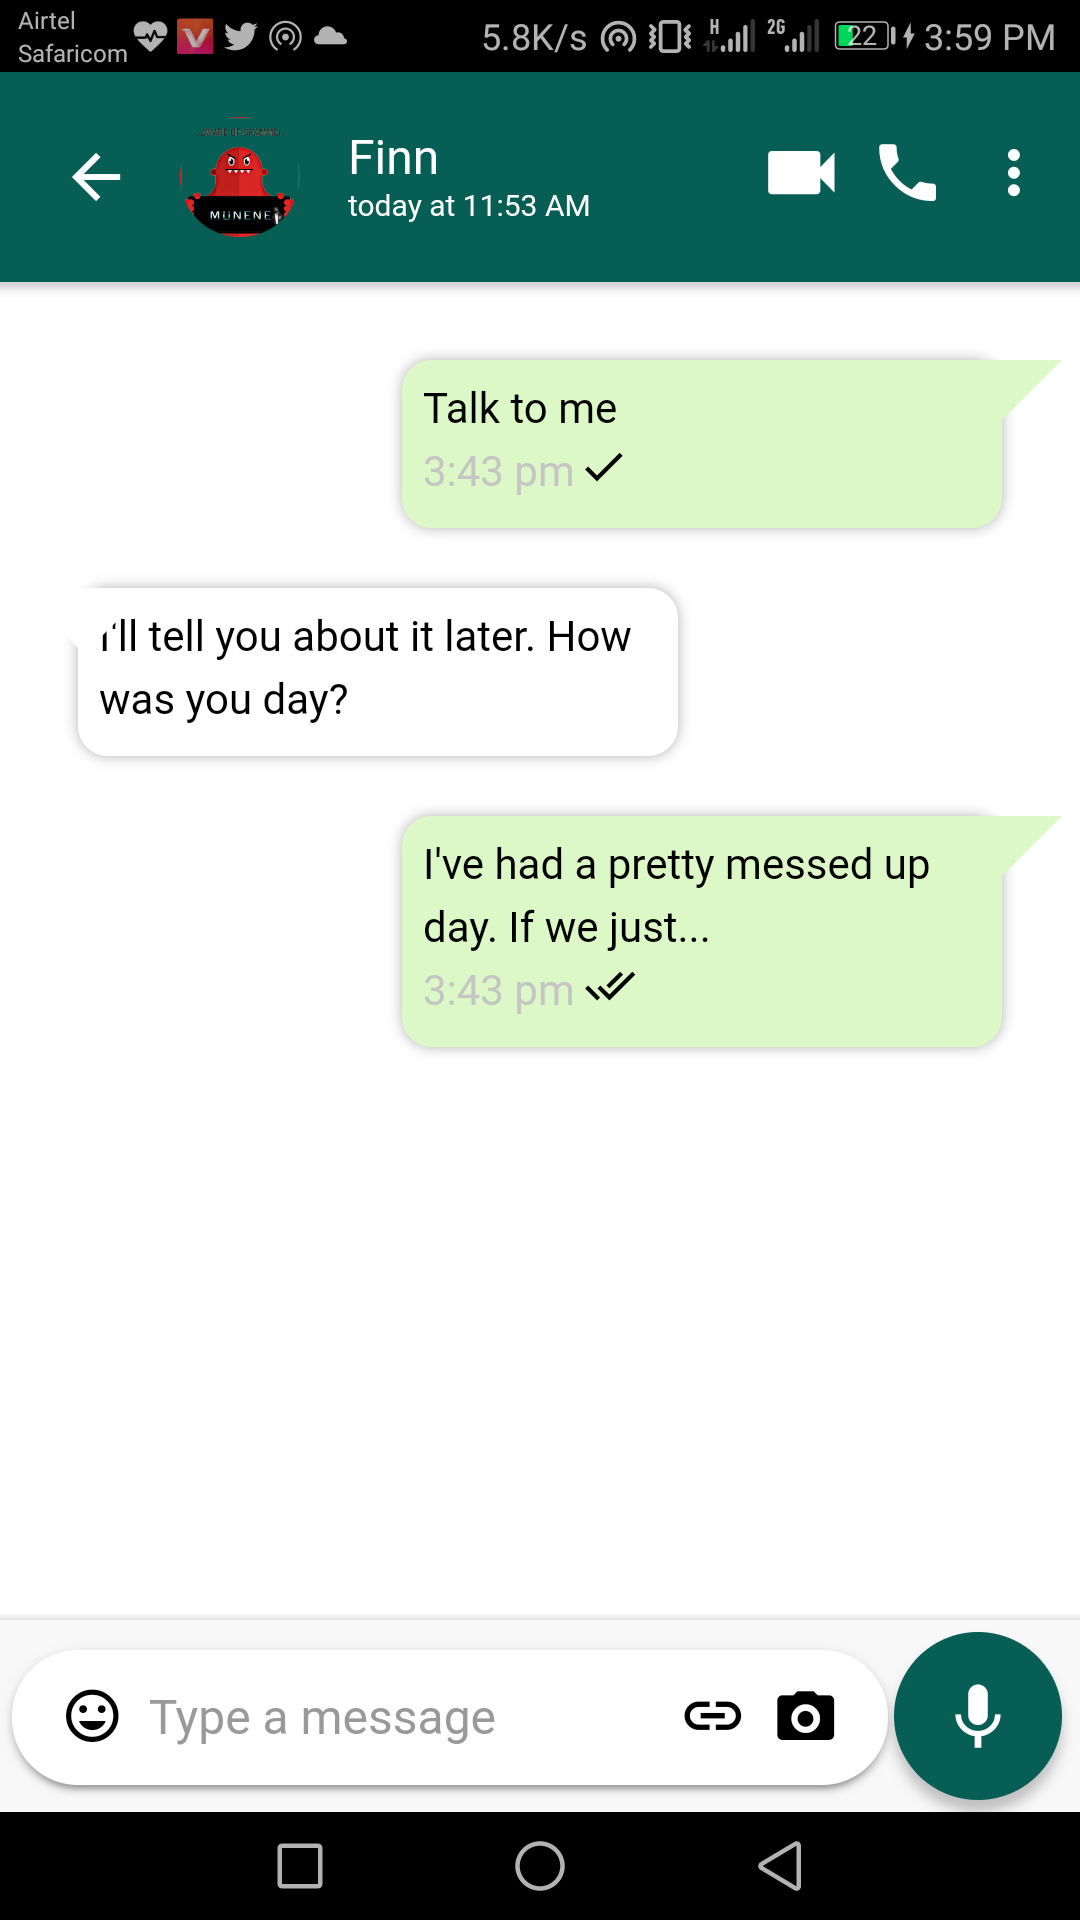 Airtel
Safaricom
5.8K/s
H
2G
22
3:59 PM
MUNENE
Finn
today at 11:53 AM
Talk to me
3:43 pm
I'll tell you about it later. How
was you day?
I've had a pretty messed up
day. If we just...
3:43 pm
Type a message